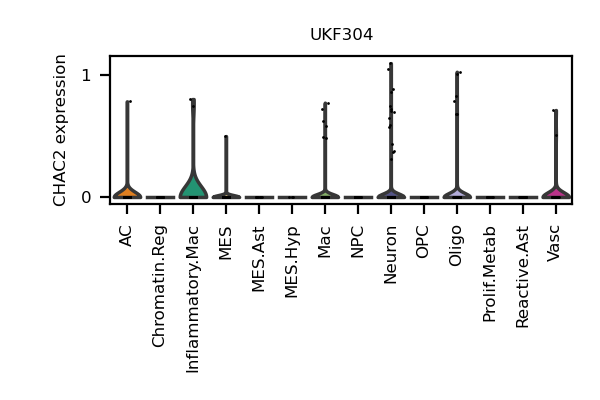 UKF304
CHAC2 expression
1
0
AC
Chromatin.Reg
Inflammatory.Mac
MES
MES.Ast
MES.Hyp
Mac
NPC
Neuron
OPC
Oligo
Prolif.Metab
Reactive.Ast
Vasc